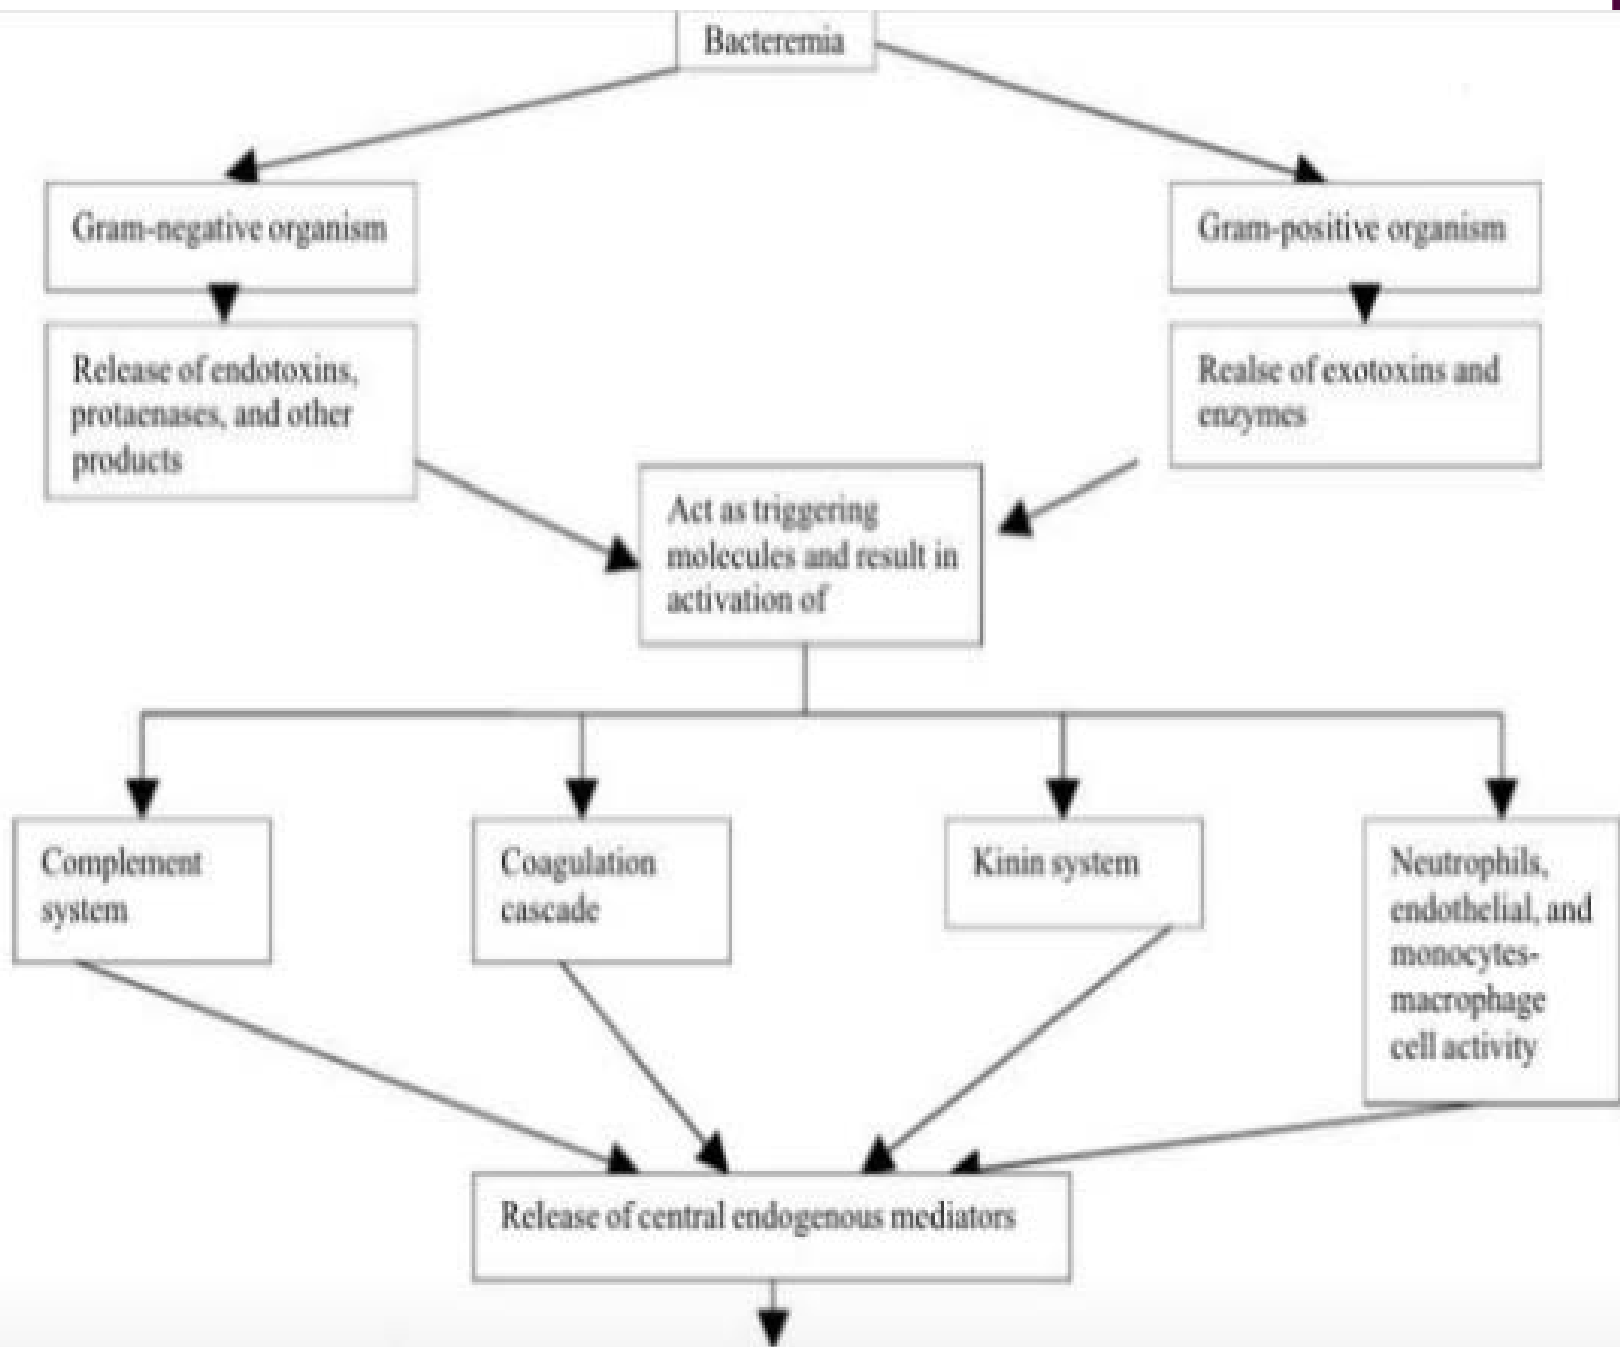 Bacteremia
Gram-negative organism
Gram-positive organism
Release of endotoxins,
protaenases, and other
products
Realse of exotoxins and
enzymes
Act as triggering
molecules and result in
activation of
Complement
system
Coagulation
cascade
Kinin system
Neutrophils,
endothelial, and
monocytes-
macrophage
cell activity
Release of central endogenous mediators